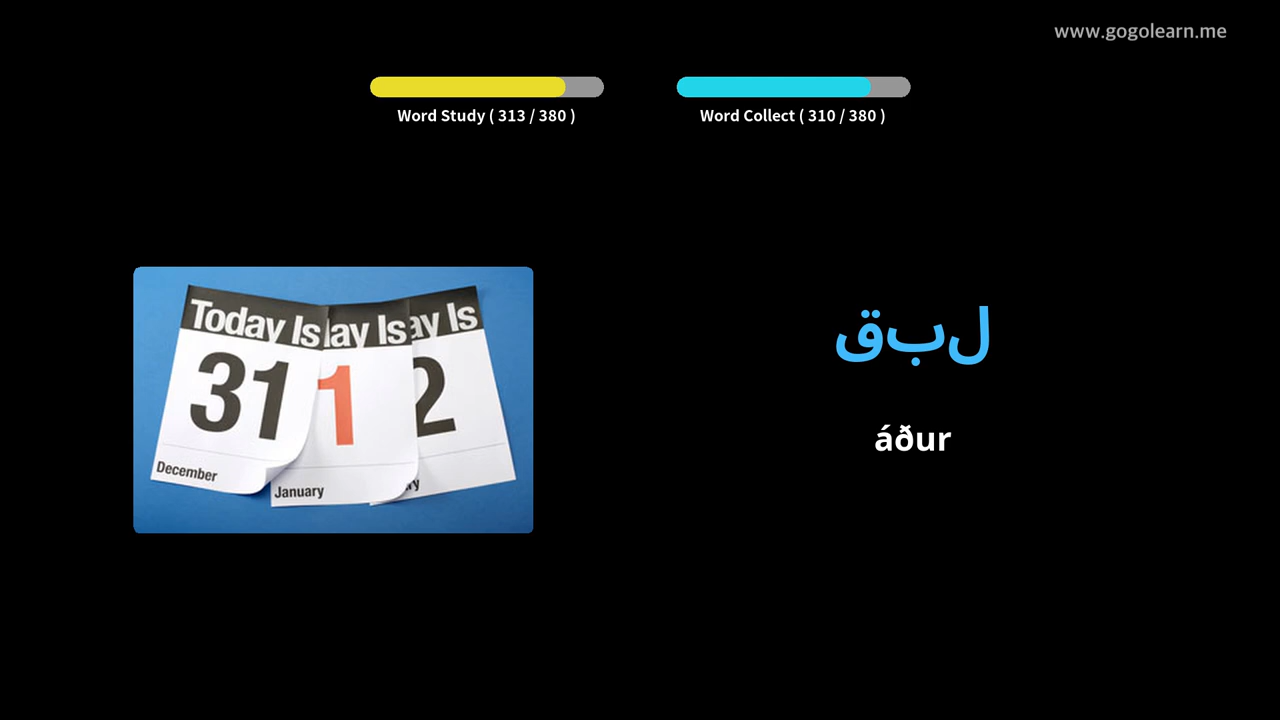 www.gogolearn.me
Word Study ( 313 / 380 )
Word Collect ( 310 / 380 )
Today Is
ay Is
ay Is
31
1
2
December
January
ry
قبل
áður